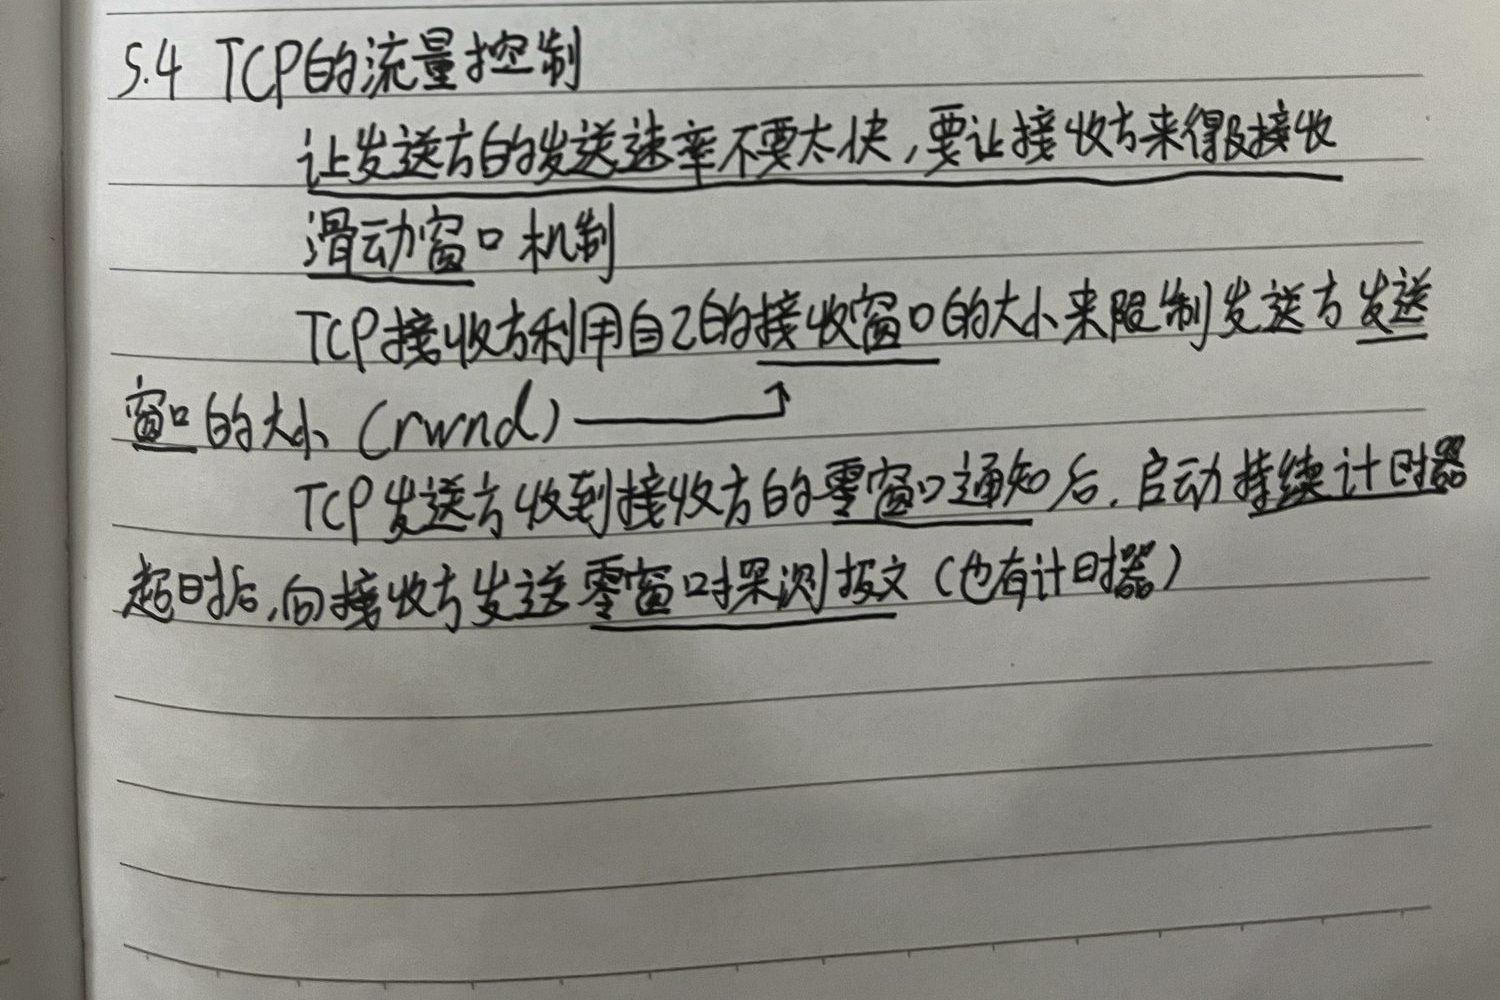 5.4 TCP的流量控制
让发送方的发送速率不要太快,要让接收方来得及接收
滑动窗口机制
TCP接收方利用自己的接收窗口的大小来限制发送方发送
窗口的大小 (rwnd)
TCP发送方收到接收方的零窗口通知后,启动持续计时器
超时后,向接收方发送零窗口探测报文(也有计时器)